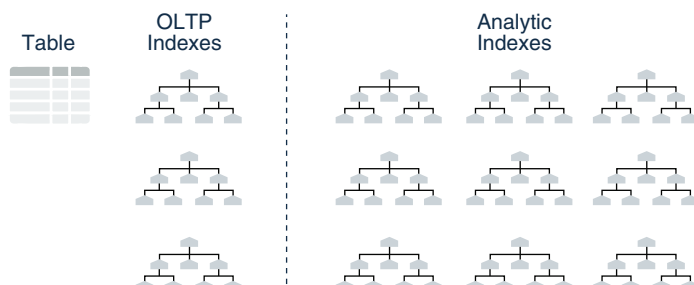 Table
OLTP
Indexes
Analytic
Indexes